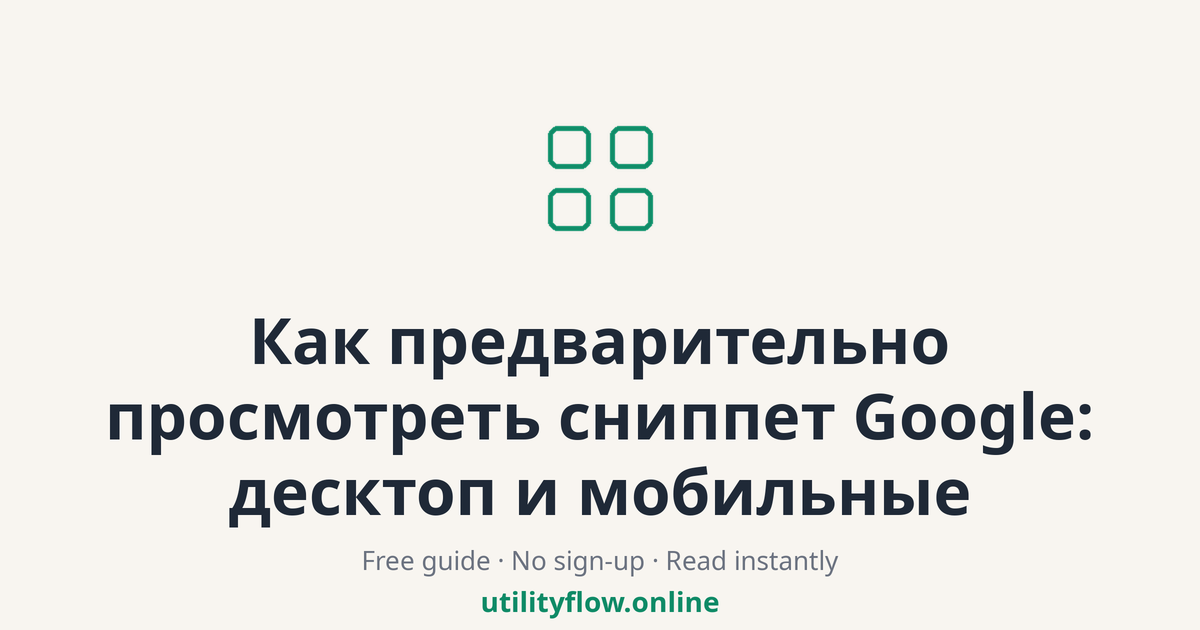 Как предварительно
просмотреть сниппет Google:
десктоп и мобильные
Free guide · No sign-up · Read instantly
utilityflow.online